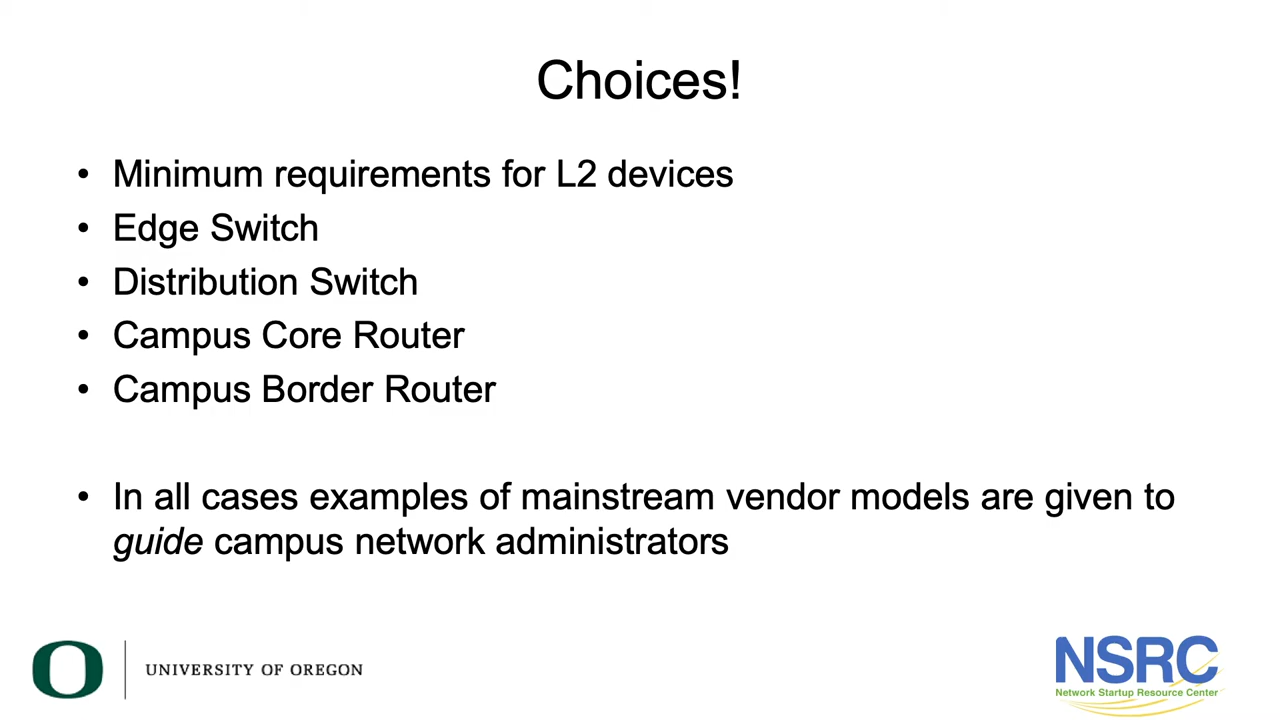 Choices!
• Minimum requirements for L2 devices
• Edge Switch
• Distribution Switch
• Campus Core Router
• Campus Border Router
• In all cases examples of mainstream vendor models are given to
guide campus network administrators
O UNIVERSITY OF OREGON
NSRC
Network Startup Resource Center